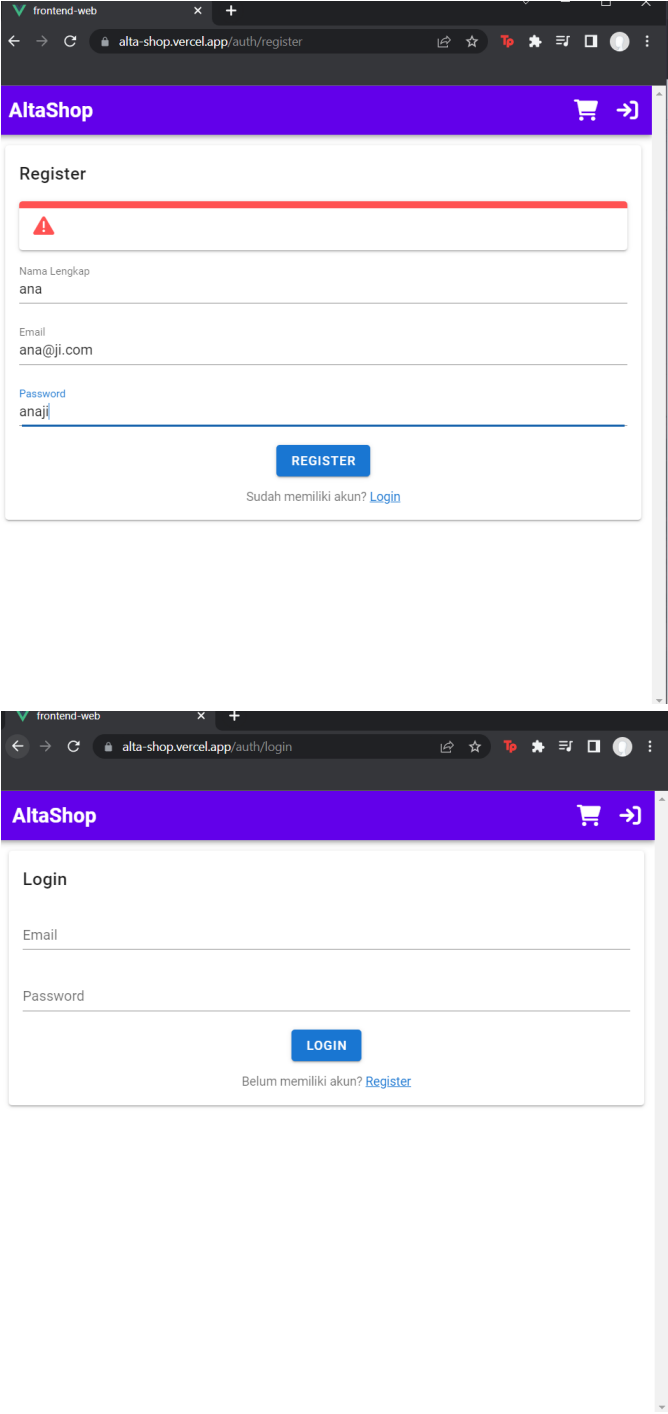 frontend-web
alta-shop.vercel.app/auth/register
Tp
AltaShop
Register
Nama Lengkap
ana
Email
ana@ji.com
Password
anaji
REGISTER
Sudah memiliki akun? Login
frontend-web
alta-shop.vercel.app/auth/login
Tp
AltaShop
Login
Email
Password
LOGIN
Belum memiliki akun? Register